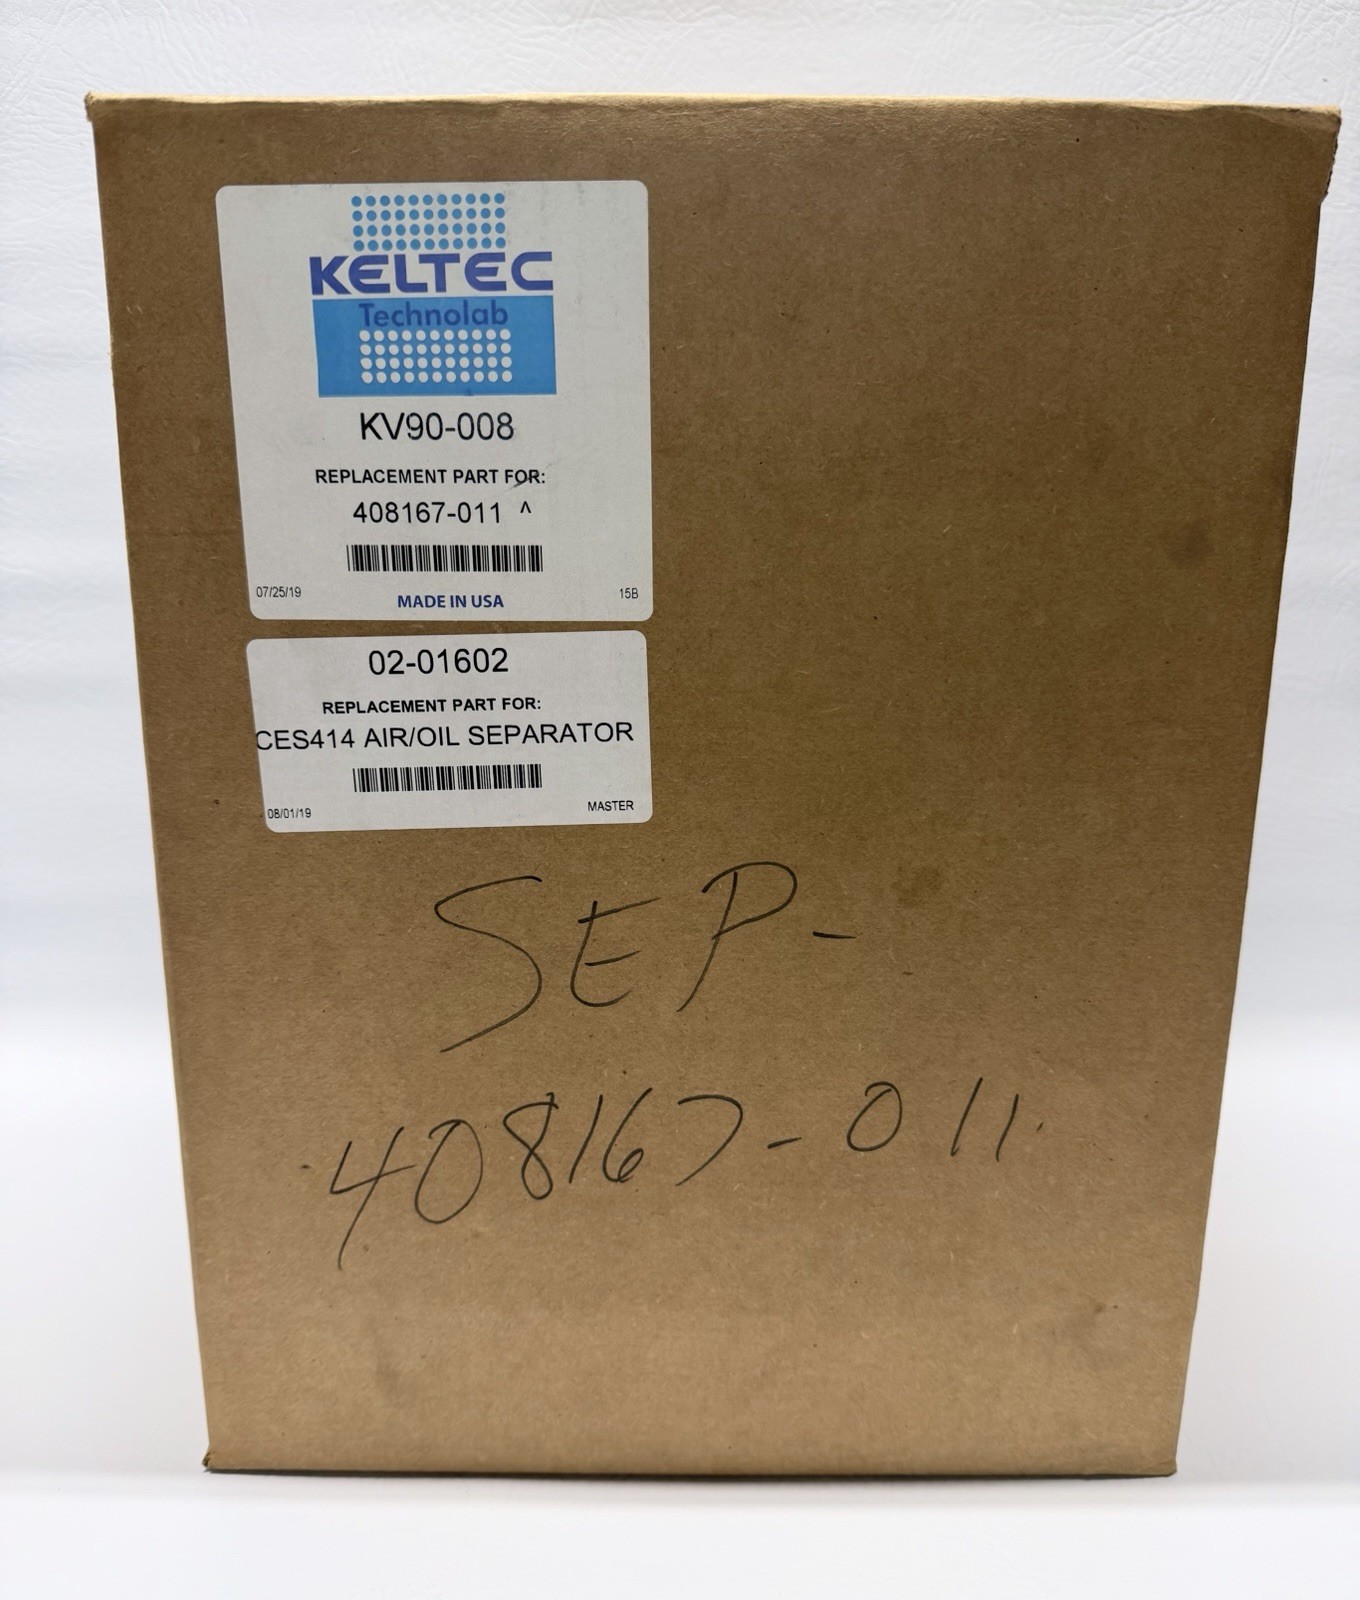 KELTEC
Technolab
KV90-008
REPLACEMENT PART FOR:
408167-011 ^
07/25/19
MADE IN USA
15B
02-01602
REPLACEMENT PART FOR:
CES414 AIR/OIL SEPARATOR
08/01/19
MASTER
SEP-
408167-011